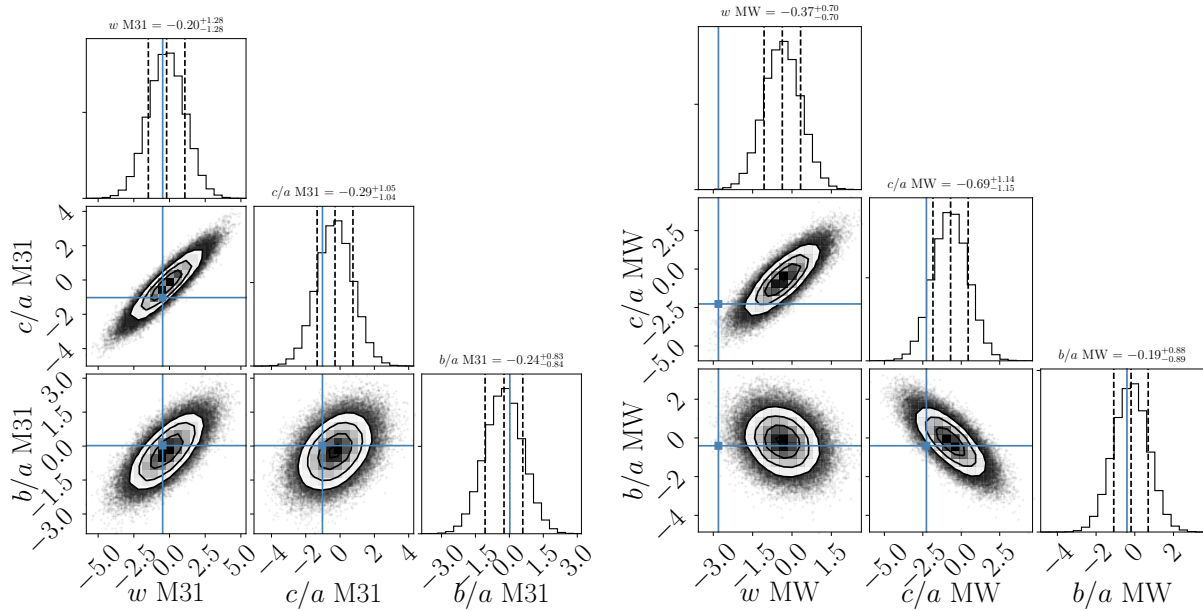 w M31 = −0.20+1.28−1.28
c/a M31 = −0.29+1.05−1.04
b/a M31 = −0.24+0.83−0.84
c/a M31
4
2
0
−2
−4
b/a M31
3.0
1.5
0.0
−1.5
−3.0
−5.0 −2.5 0.0 2.5 5.0
w M31
−4 −2 0 2 4
c/a M31
−3.0 −1.5 0.0 1.5 3.0
b/a M31
w MW = −0.37+0.70−0.70
c/a MW = −0.69+1.14−1.15
b/a MW = −0.19+0.88−0.89
c/a MW
2.5
0.0
−2.5
−5.0
b/a MW
2
0
−2
−4
−3.0 −1.5 0.0 1.5
w MW
−5.0 −2.5 0.0 2.5
c/a MW
−4 −2 0 2
b/a MW